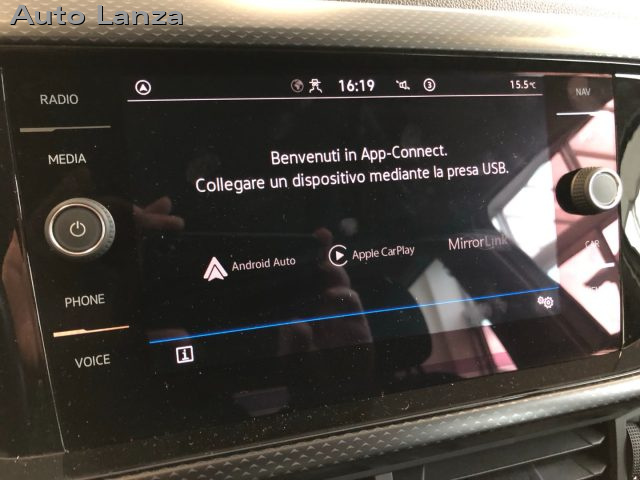 Auto Lanza
RADIO
MEDIA
PHONE
VOICE
16:19
3
15.5°C
Benvenuti in App-Connect.
Collegare un dispositivo mediante la presa USB.
Android Auto
Apple CarPlay
MirrorLink
i
NAV
CAR